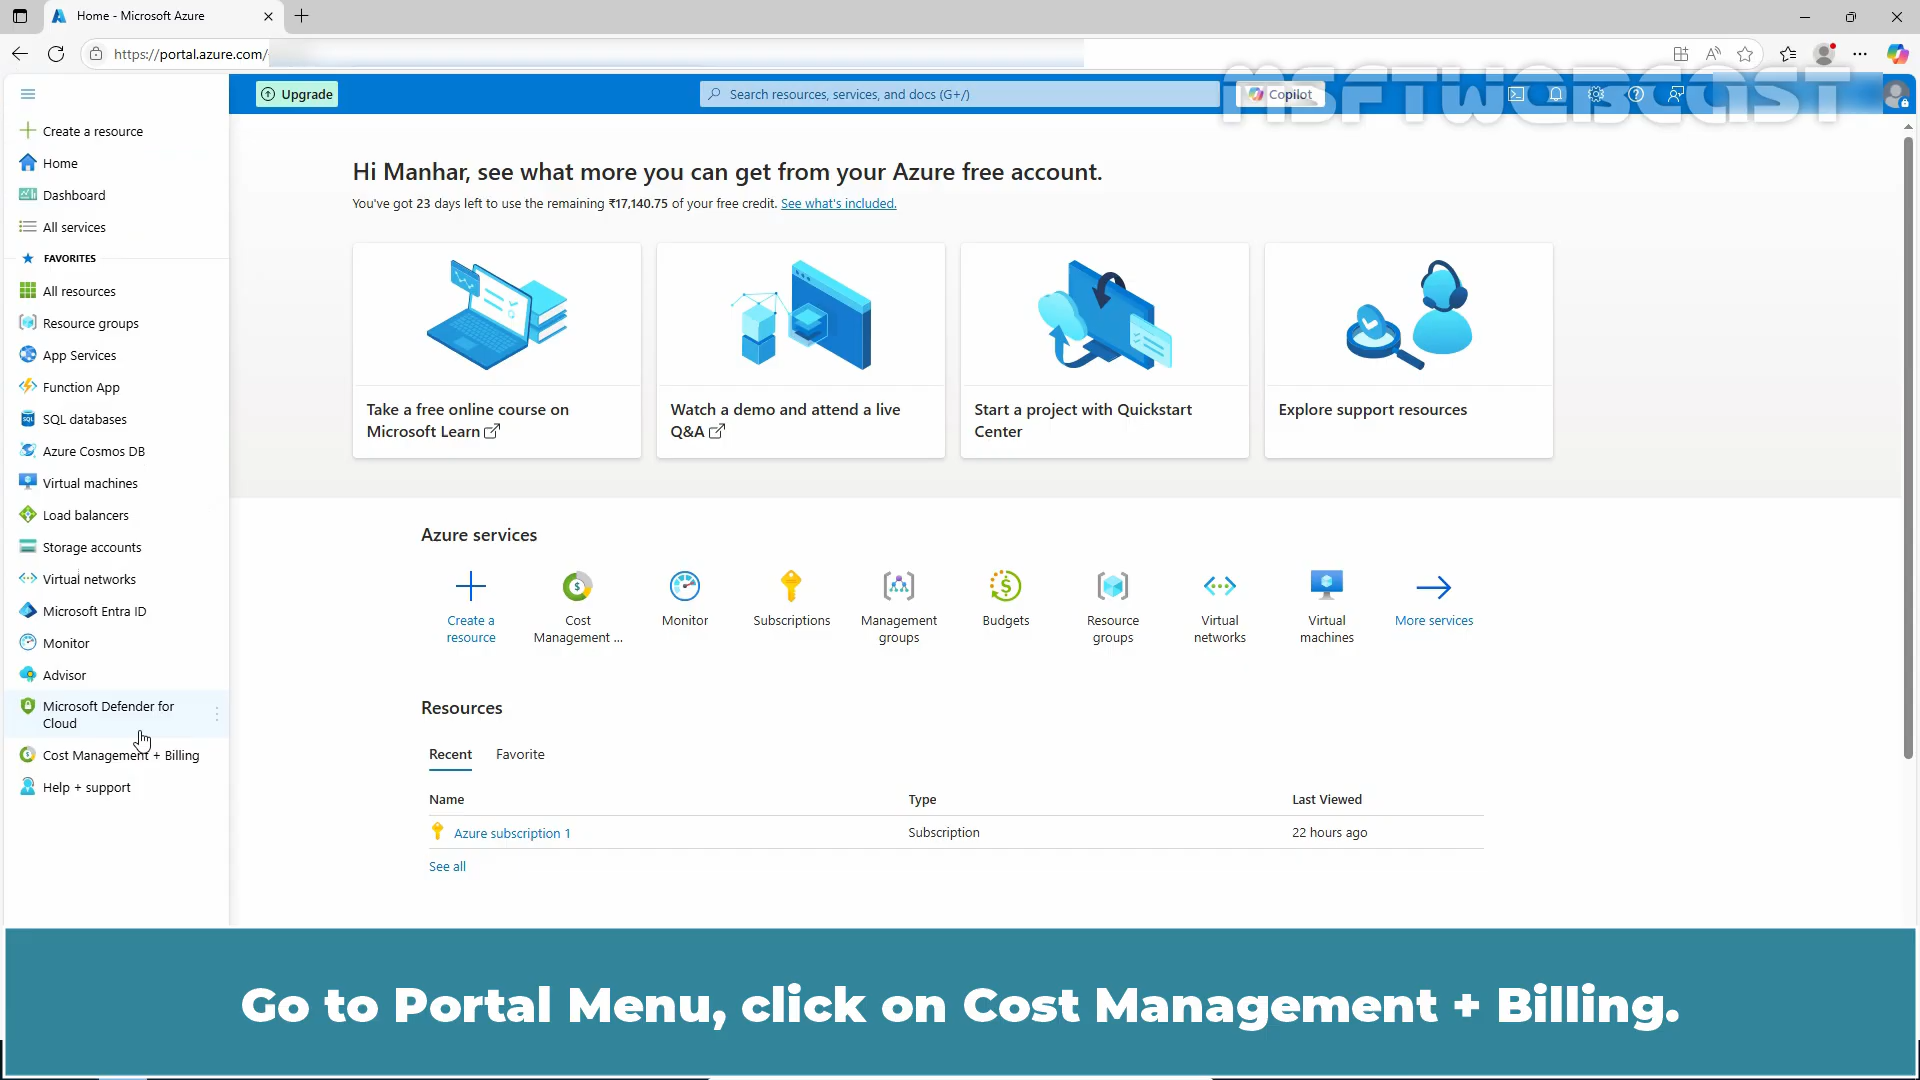 Home - Microsoft Azure
https://portal.azure.com/
MSFTWEBCAST
Upgrade
Search resources, services, and docs (G+/)
Copilot
Create a resource
Home
Dashboard
All services
FAVORITES
All resources
Resource groups
App Services
Function App
SQL databases
Azure Cosmos DB
Virtual machines
Load balancers
Storage accounts
Virtual networks
Microsoft Entra ID
Monitor
Advisor
Microsoft Defender for
Cloud
Cost Management + Billing
Help + support
Hi Manhar, see what more you can get from your Azure free account.
You've got 23 days left to use the remaining ₹17,140.75 of your free credit. See what's included.
Take a free online course on
Microsoft Learn
Watch a demo and attend a live
Q&A
Start a project with Quickstart
Center
Explore support resources
Azure services
Create a
resource
Cost
Management ...
Monitor
Subscriptions
Management
groups
Budgets
Resource
groups
Virtual
networks
Virtual
machines
More services
Resources
Recent
Favorite
Name
Type
Last Viewed
Azure subscription 1
Subscription
22 hours ago
See all
Go to Portal Menu, click on Cost Management + Billing.